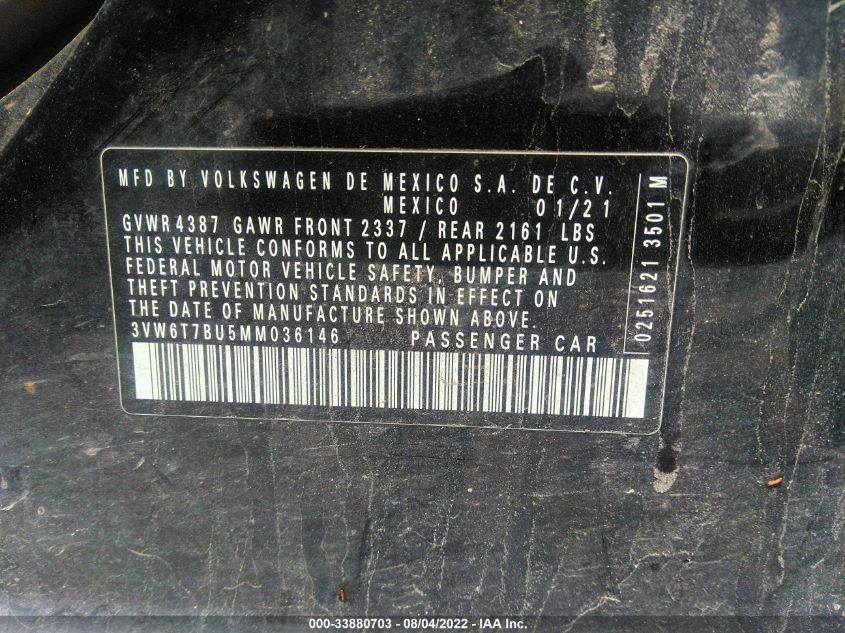 MFD BY VOLKSWAGEN DE MEXICO S.A. DE C.V.
MEXICO 01/21
GVWR 4387 GAWR FRONT 2337 / REAR 2161 LBS
THIS VEHICLE CONFORMS TO ALL APPLICABLE U.S.
FEDERAL MOTOR VEHICLE SAFETY, BUMPER AND
THEFT PREVENTION STANDARDS IN EFFECT ON
THE DATE OF MANUFACTURE SHOWN ABOVE.
3VW6T7BU5MM036146 PASSENGER CAR
0251621 3501 M
000-33880703 - 08/04/2022 - IAA Inc.